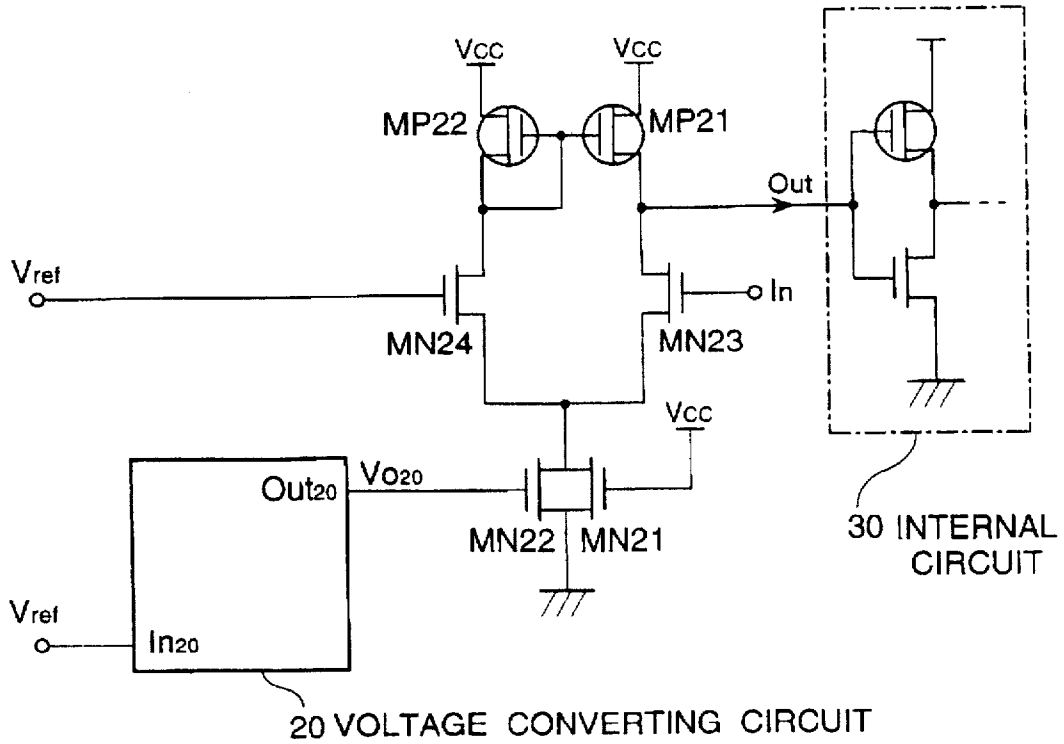 Vcc
Vcc
MP22
MP21
Out
Vref
In
MN24
MN23
Vcc
Out20
Vo20
MN22
MN21
30 INTERNAL
CIRCUIT
Vref
In20
20 VOLTAGE CONVERTING CIRCUIT